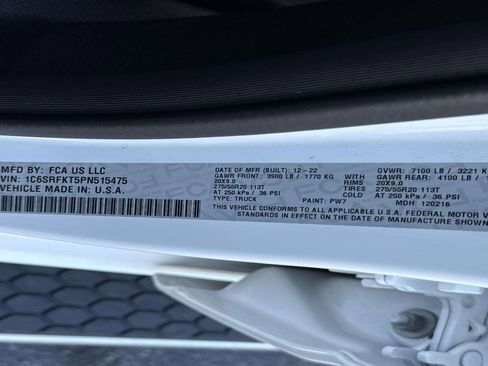 MFD BY: FCA US LLC
VIN: 1C6SRFKT5PN515475
VEHICLE MADE IN U.S.A.
DATE OF MFR (BUILT): 12-22 GVWR: 7100 LB / 3221 K
GAWR FRONT: 3900 LB / 1770 KG WITH GAWR REAR: 4100 LB /
20X9.0 RIMS 20X9.0
275/55R20 113T TIRES 275/55R20 113T
AT 250 kPa / 36 PSI AT 250 kPa / 36 PSI
TYPE: TRUCK PAINT: PW7 MDH: 120216
THIS VEHICLE CONFORMS TO ALL APPLICABLE U.S.A. FEDERAL MOTOR V
STANDARDS IN EFFECT ON THE DATE OF MANUFACTURE SHOWN